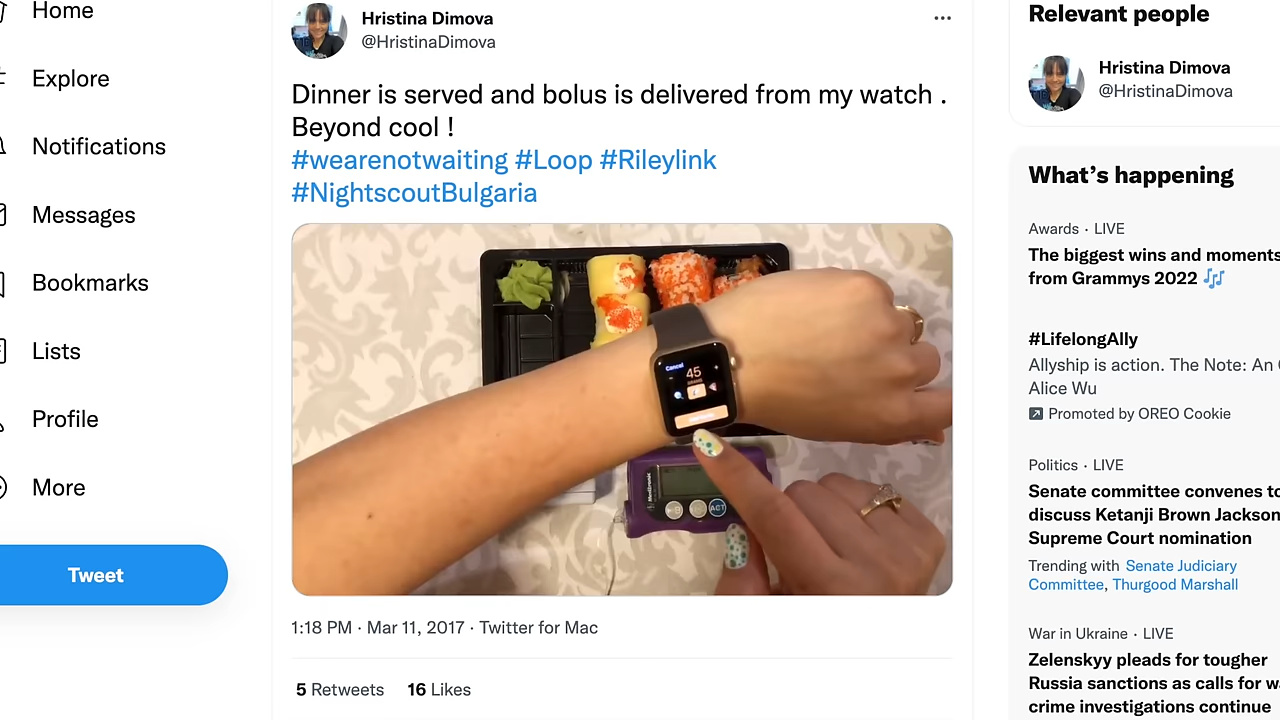 Home
Explore
Notifications
Messages
Bookmarks
Lists
Profile
More
Tweet
Hristina Dimova
@HristinaDimova
Dinner is served and bolus is delivered from my watch .
Beyond cool !
#wearenotwaiting #Loop #Rileylink
#NightscoutBulgaria
Cancel
45
GRAMS
Medtronic
ACT
1:18 PM · Mar 11, 2017 · Twitter for Mac
5 Retweets 16 Likes
Relevant people
Hristina Dimova
@HristinaDimova
What's happening
Awards · LIVE
The biggest wins and moments
from Grammys 2022
#LifelongAlly
Allyship is action. The Note: An
Alice Wu
Promoted by OREO Cookie
Politics · LIVE
Senate committee convenes to
discuss Ketanji Brown Jackson
Supreme Court nomination
Trending with Senate Judiciary
Committee, Thurgood Marshall
War in Ukraine · LIVE
Zelenskyy pleads for tougher
Russia sanctions as calls for w
crime investigations continue